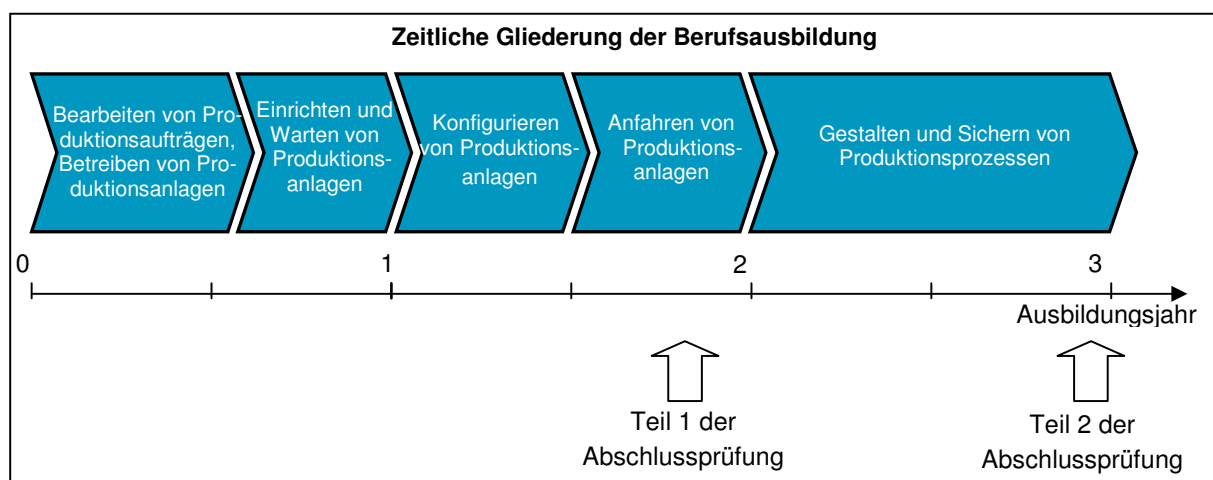 Zeitliche Gliederung der Berufsausbildung
Bearbeiten von Pro-
duktionsaufträgen,
Betreiben von Pro-
duktionsanlagen
Einrichten und
Warten von
Produktions-
anlagen
Konfigurieren
von Produktions-
anlagen
Anfahren von
Produktions-
anlagen
Gestalten und Sichern von
Produktionsprozessen
0
1
2
3
Ausbildungsjahr
Teil 1 der
Abschlussprüfung
Teil 2 der
Abschlussprüfung